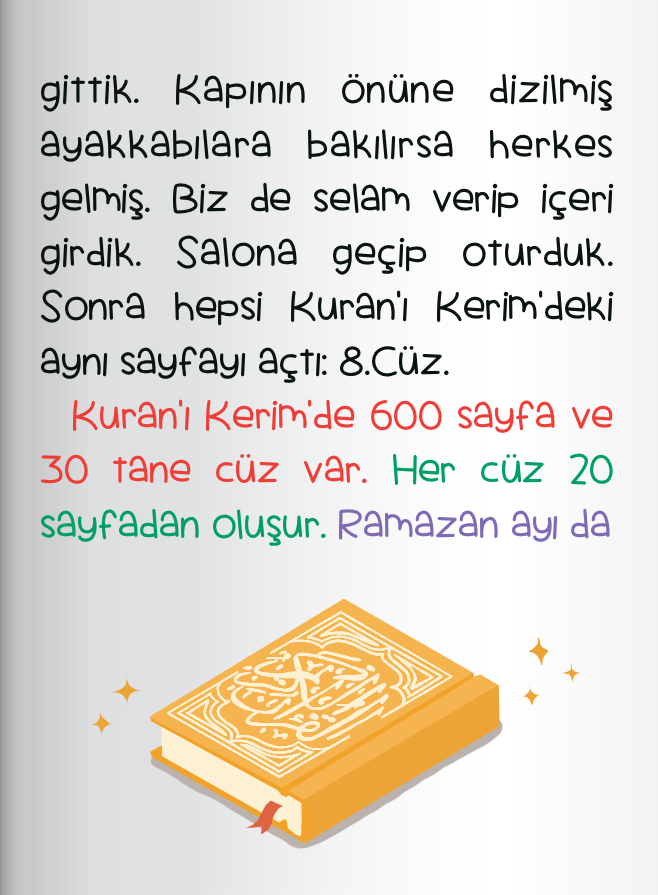 gittik. Kapının önüne dizilmiş
ayakkabılara bakılırsa herkes
gelmiş. Biz de selam verip içeri
girdik. Salona geçip oturduk.
Sonra hepsi Kuran'ı Kerim'deki
aynı sayfayı açtı: 8.Cüz.
Kuran'ı Kerim'de 600 sayfa ve
30 tane cüz var. Her cüz 20
sayfadan oluşur. Ramazan ayı da